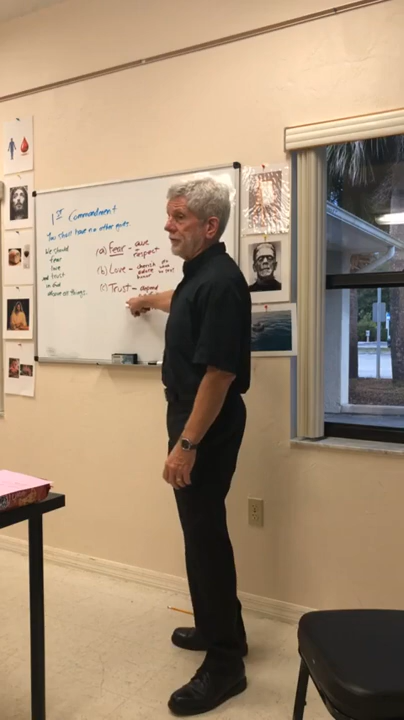 1ST Commandment
You shall have no other gods.
We should
fear
love
and trust
in God
above all things.
(a) Fear - awe
respect
(b) Love - cherish
adore
honor
(c) Trust - depend